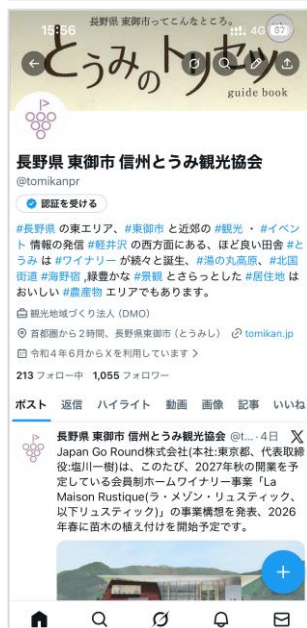 長野県 東御市ってこんなところ。
15:56
4G
87
とうみのトリセツ
guide book
長野県 東御市 信州とうみ観光協会
@tomikanpr
認証を受ける
#長野県 の東エリア、#東御市 と近郊の #観光 ・ #イベン
ト 情報の発信 #軽井沢 の西方面にある、ほど良い田舎 #と
うみ は #ワイナリー が続々と誕生、#湯の丸高原、#北国
街道 #海野宿 ,緑豊かな #景観 とさらっとした #居住地 は
おいしい #農産物 エリアでもあります。
観光地域づくり法人 (DMO)
首都圏から2時間、長野県東御市 (とうみし)
tomikan.jp
令和4年6月からXを利用しています
213 フォロー中 1,055 フォロワー
ポスト 返信 ハイライト 動画 画像 記事 いいね
長野県 東御市 信州とうみ観光協会 @t... · 4日
Japan Go Round株式会社(本社:東京都、代表取締
役:塩川一樹)は、このたび、2027年秋の開業を予
定している会員制ホームワイナリー事業「La
Maison Rustique(ラ・メゾン・リュスティック、
以下リュスティック)」の事業構想を発表、2026
年春に苗木の植え付けを開始予定です。